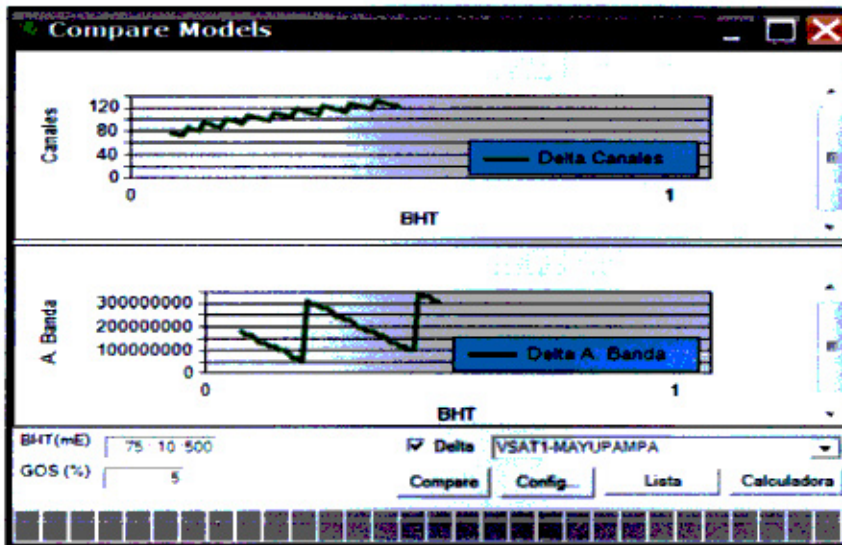 Compare Models
Canales
120
80
40
0
Delta Canales
0
1
BHT
A. Banda
300000000
200000000
100000000
0
Delta A. Banda
0
1
BHT
BHT(mE)
75 : 10 :500
Delta
VSAT1-MAYUPAMPA
GOS (%)
5
Compare
Config...
Lista
Calculadora